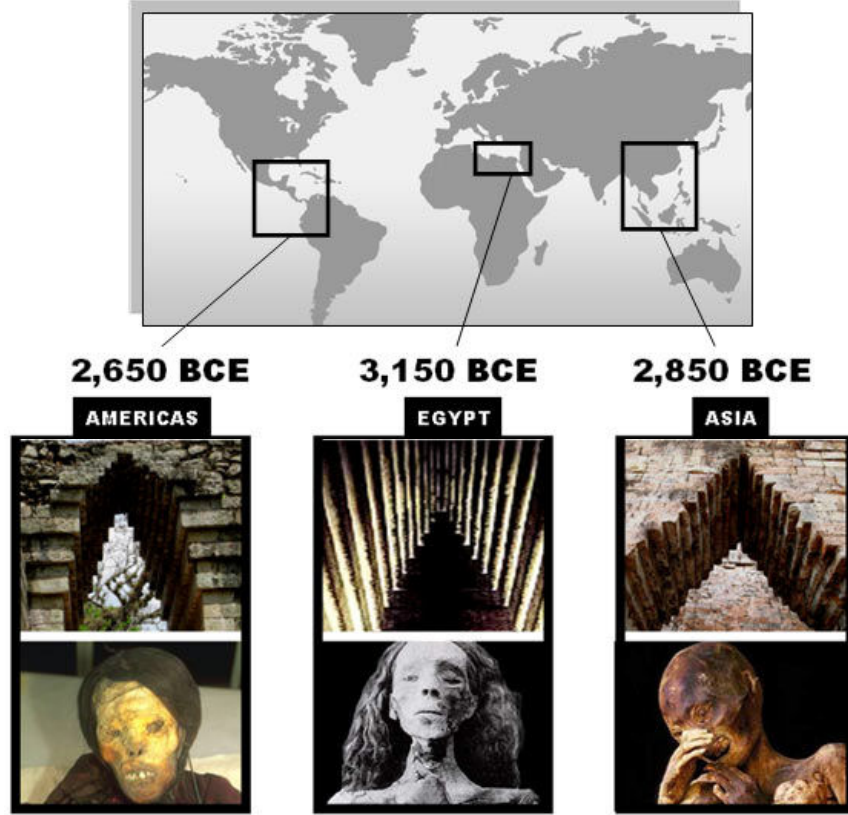 2,650 BCE
AMERICAS
3,150 BCE
EGYPT
2,850 BCE
ASIA